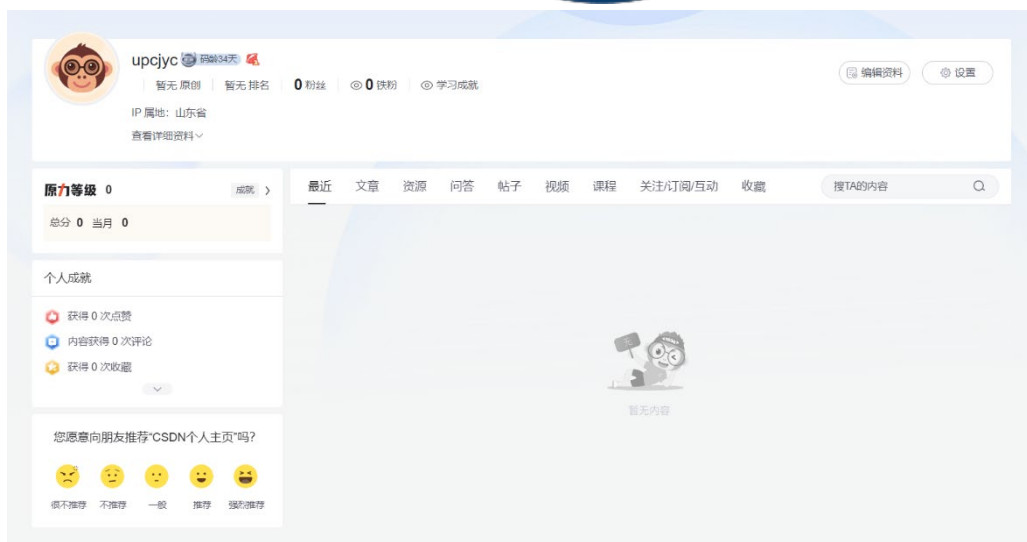 upcjyc 码龄34天
暂无 原创 暂无 排名 0 粉丝 0 铁粉 学习成就
编辑资料 设置
IP 属地：山东省
查看详细资料
原力等级 0 成就
总分 0 当月 0
最近 文章 资源 问答 帖子 视频 课程 关注/订阅/互动 收藏 搜TA的内容
个人成就
获得 0 次点赞
内容获得 0 次评论
获得 0 次收藏
暂无内容
您愿意向朋友推荐“CSDN个人主页”吗?
很不推荐 不推荐 一般 推荐 强烈推荐